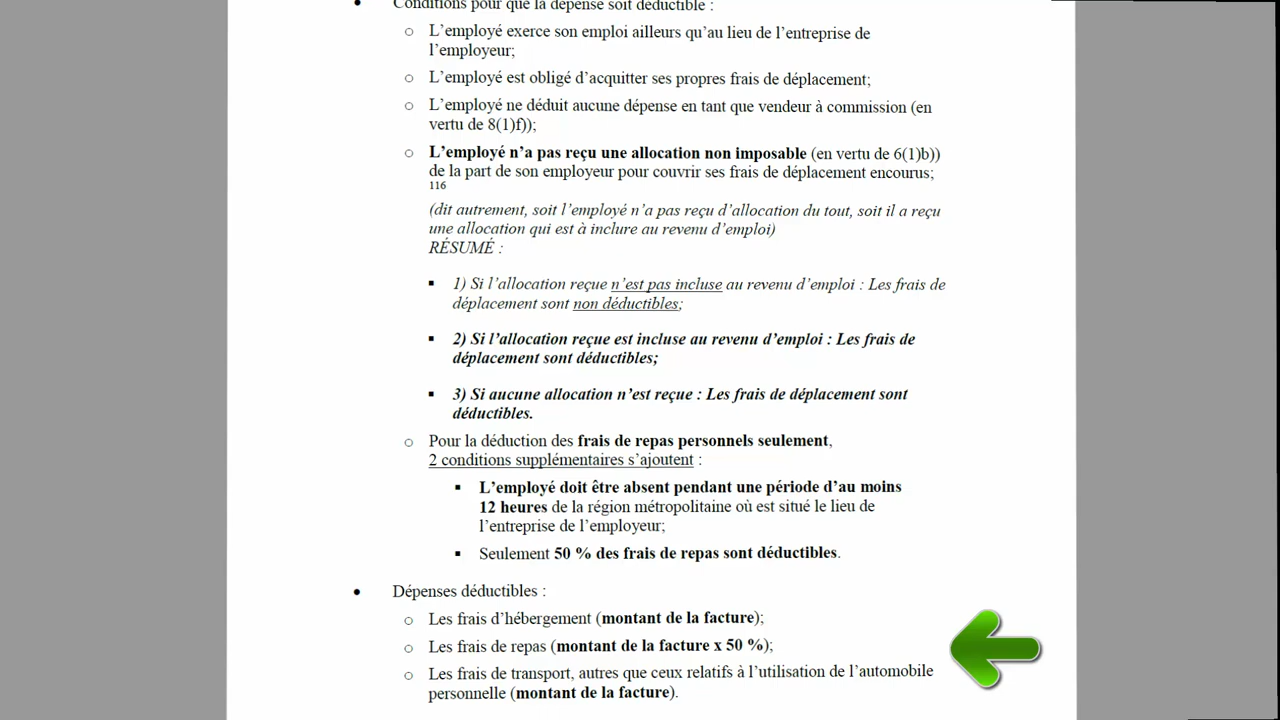 • Conditions pour que la dépense soit déductible :
o L'employé exerce son emploi ailleurs qu'au lieu de l'entreprise de
l'employeur;
o L'employé est obligé d'acquitter ses propres frais de déplacement;
o L'employé ne déduit aucune dépense en tant que vendeur à commission (en
vertu de 8(1)f));
o L'employé n'a pas reçu une allocation non imposable (en vertu de 6(1)b))
de la part de son employeur pour couvrir ses frais de déplacement encourus;
116
(dit autrement, soit l'employé n'a pas reçu d'allocation du tout, soit il a reçu
une allocation qui est à inclure au revenu d'emploi)
RÉSUMÉ :
▪ 1) Si l'allocation reçue n'est pas incluse au revenu d'emploi : Les frais de
déplacement sont non déductibles;
▪ 2) Si l'allocation reçue est incluse au revenu d'emploi : Les frais de
déplacement sont déductibles;
▪ 3) Si aucune allocation n'est reçue : Les frais de déplacement sont
déductibles.
o Pour la déduction des frais de repas personnels seulement,
2 conditions supplémentaires s'ajoutent :
▪ L'employé doit être absent pendant une période d'au moins
12 heures de la région métropolitaine où est situé le lieu de
l'entreprise de l'employeur;
▪ Seulement 50 % des frais de repas sont déductibles.
• Dépenses déductibles :
o Les frais d'hébergement (montant de la facture);
o Les frais de repas (montant de la facture x 50 %);
o Les frais de transport, autres que ceux relatifs à l'utilisation de l'automobile
personnelle (montant de la facture).